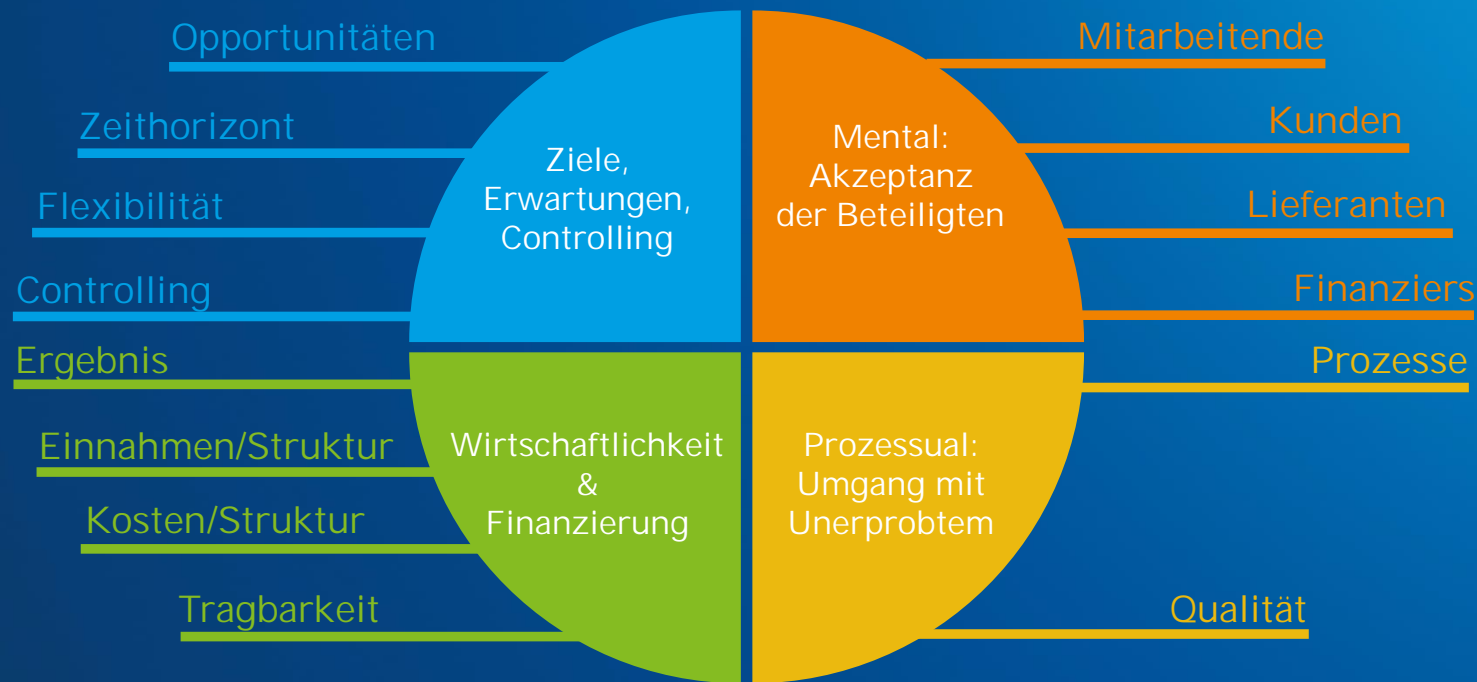 Opportunitäten
Zeithorizont
Flexibilität
Controlling
Ziele,
Erwartungen,
Controlling
Mental:
Akzeptanz
der Beteiligten
Mitarbeitende
Kunden
Lieferanten
Finanziers
Ergebnis
Einnahmen/Struktur
Kosten/Struktur
Tragbarkeit
Wirtschaftlichkeit
&
Finanzierung
Prozessual:
Umgang mit
Unerprobtem
Prozesse
Qualität